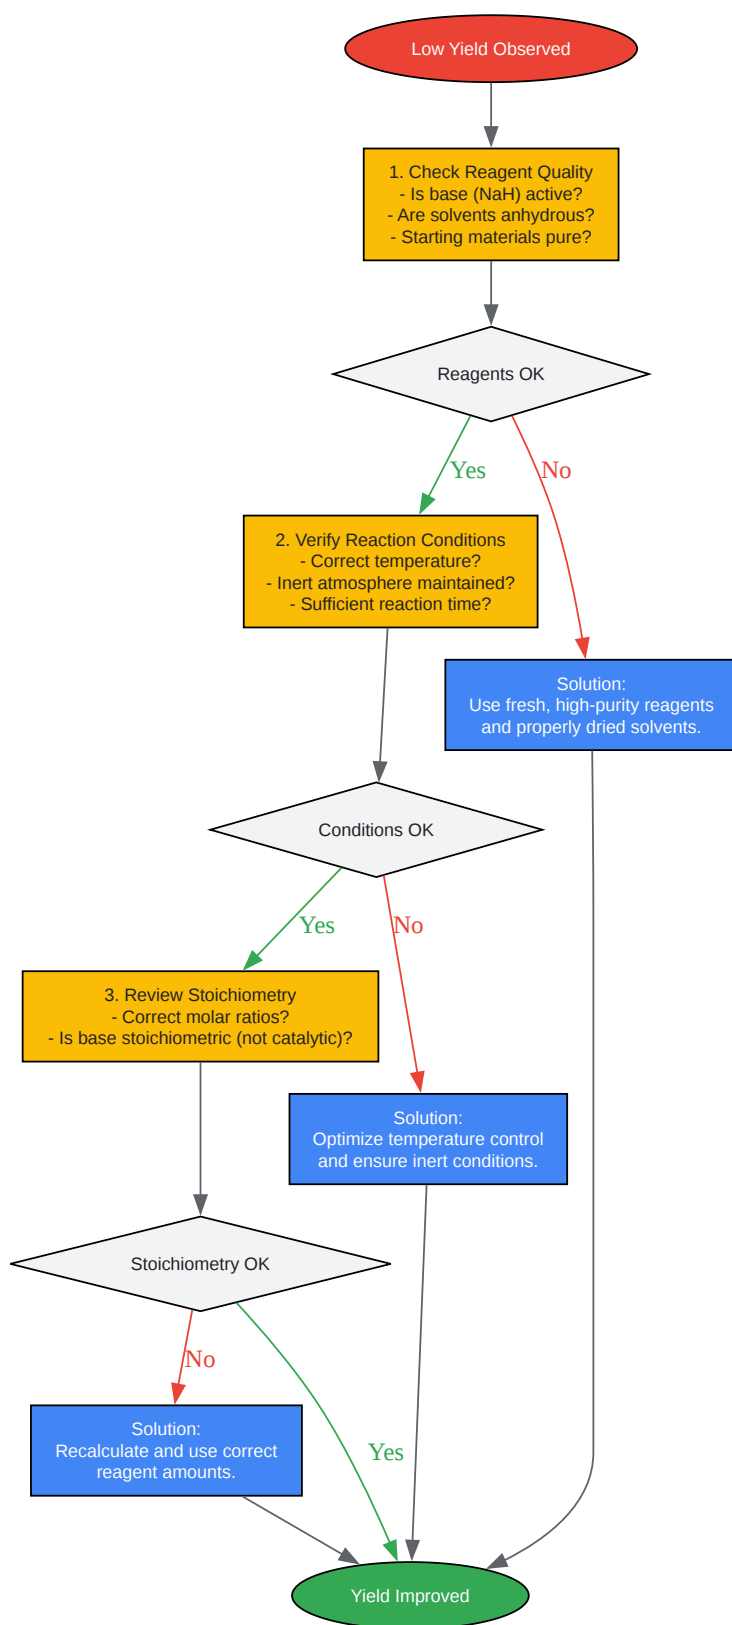 Low Yield Observed
1. Check Reagent Quality
- Is base (NaH) active?
- Are solvents anhydrous?
- Starting materials pure?
Reagents OK
Yes
No
2. Verify Reaction Conditions
- Correct temperature?
- Inert atmosphere maintained?
- Sufficient reaction time?
Solution:
Use fresh, high-purity reagents
and properly dried solvents.
Conditions OK
Yes
No
3. Review Stoichiometry
- Correct molar ratios?
- Is base stoichiometric (not catalytic)?
Solution:
Optimize temperature control
and ensure inert conditions.
Stoichiometry OK
No
Yes
Solution:
Recalculate and use correct
reagent amounts.
Yield Improved